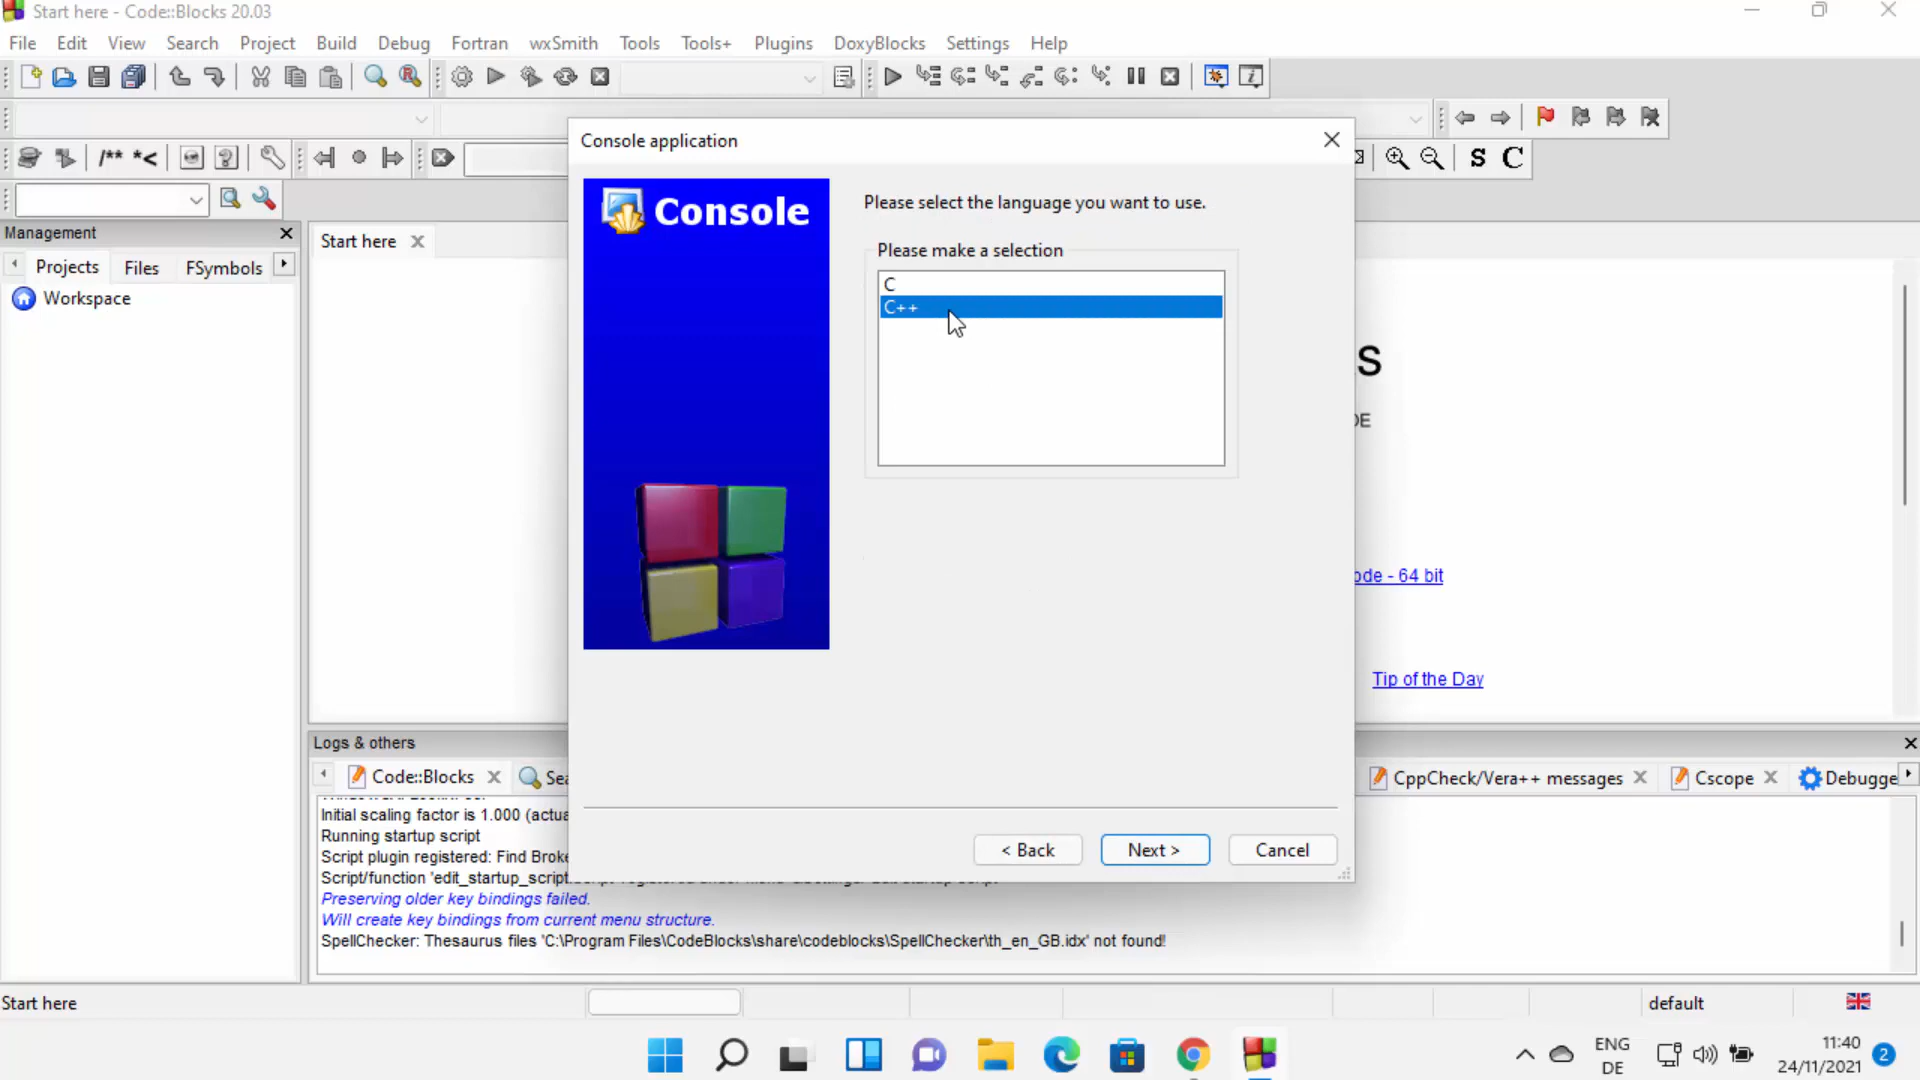 Start here - Code::Blocks 20.03
File Edit View Search Project Build Debug Fortran wxSmith Tools Tools+ Plugins DoxyBlocks Settings Help
/** *<
S C
Management
Projects Files FSymbols
Workspace
Start here
Console application
Console
Please select the language you want to use.
Please make a selection
C
C++
< Back Next > Cancel
s
DE
ode - 64 bit
Tip of the Day
Logs & others
Code::Blocks Sea CppCheck/Vera++ messages Cscope Debugge
Initial scaling factor is 1.000 (actua
Running startup script
Script plugin registered: Find Broke
Script/function 'edit_startup_script
Preserving older key bindings failed.
Will create key bindings from current menu structure.
SpellChecker: Thesaurus files 'C:\Program Files\CodeBlocks\share\codeblocks\SpellChecker\th_en_GB.idx' not found!
Start here default
ENG
DE
11:40
24/11/2021
2